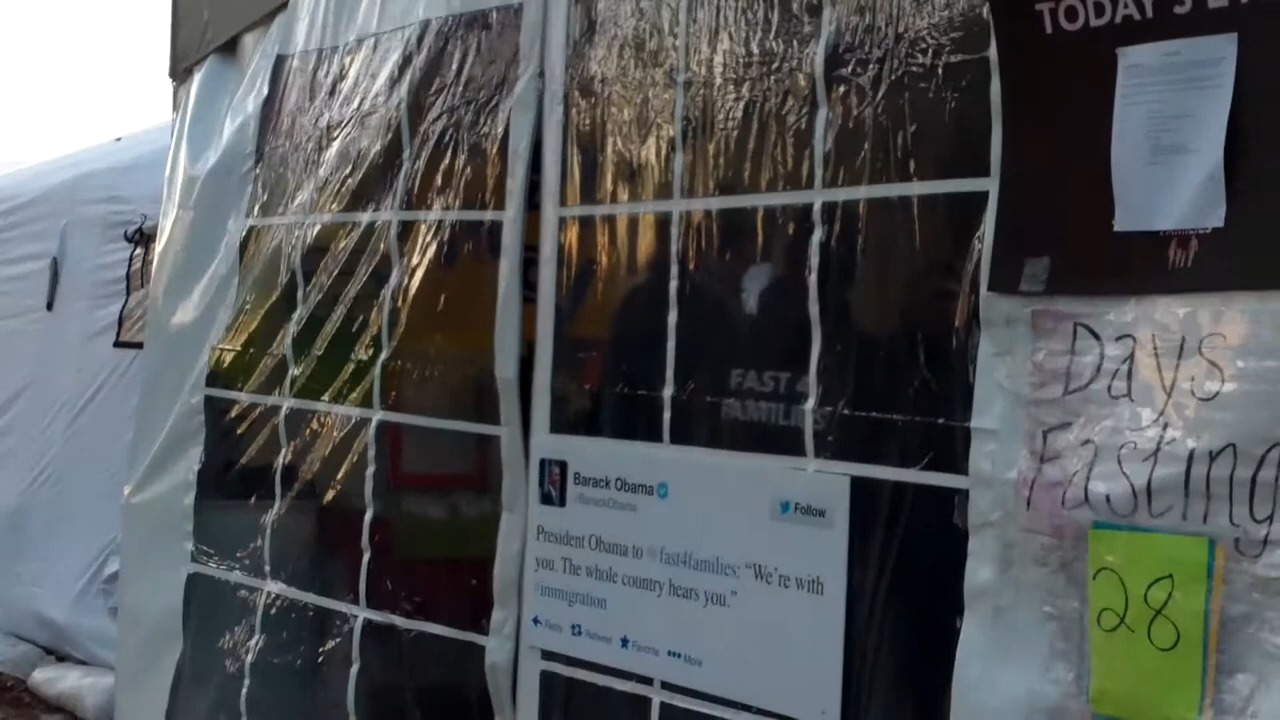 TODAY'S
FAMILIES
Days
Fasting
28
FAST 4
FAMILIES
Barack Obama
@BarackObama
Follow
President Obama to @fast4families: “We’re with
you. The whole country hears you.”
#immigration
Reply Retweet Favorite More